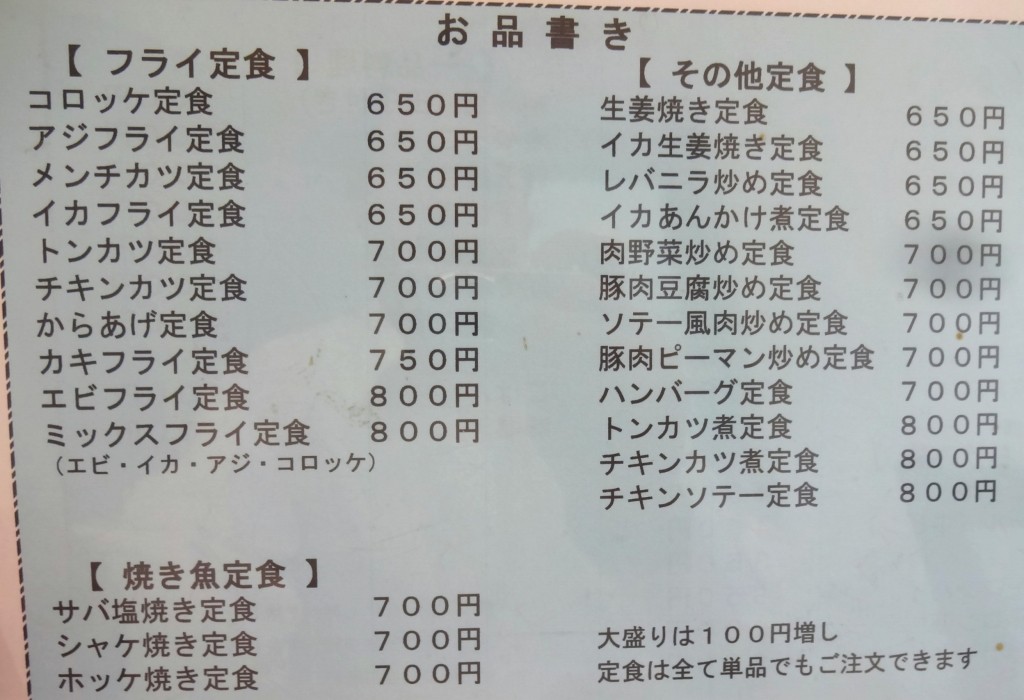 お品書き
【 フライ定食 】
コロッケ定食 650円
アジフライ定食 650円
メンチカツ定食 650円
イカフライ定食 650円
トンカツ定食 700円
チキンカツ定食 700円
からあげ定食 700円
カキフライ定食 750円
エビフライ定食 800円
ミックスフライ定食 800円
（エビ・イカ・アジ・コロッケ）
【 焼き魚定食 】
サバ塩焼き定食 700円
シャケ焼き定食 700円
ホッケ焼き定食 700円
【 その他定食 】
生姜焼き定食 650円
イカ生姜焼き定食 650円
レバニラ炒め定食 650円
イカあんかけ煮定食 650円
肉野菜炒め定食 700円
豚肉豆腐炒め定食 700円
ソテー風肉炒め定食 700円
豚肉ピーマン炒め定食 700円
ハンバーグ定食 700円
トンカツ煮定食 800円
チキンカツ煮定食 800円
チキンソテー定食 800円
大盛りは100円増し
定食は全て単品でもご注文できます